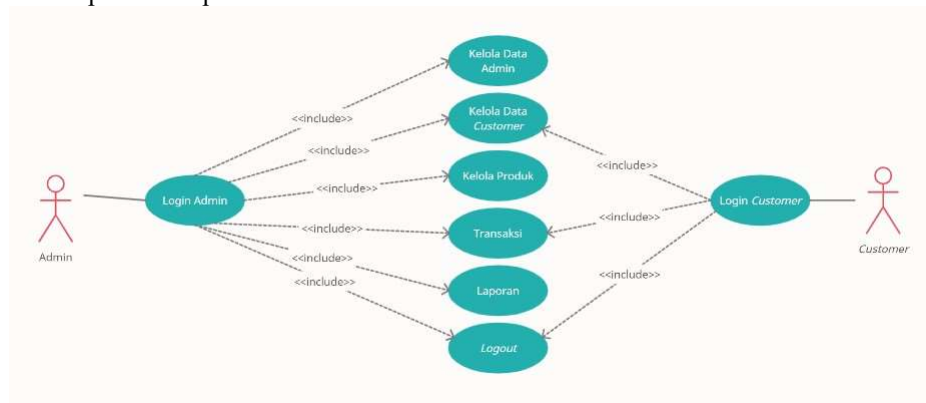 Kelola Data
Admin
<<include>>
Kelola Data
Customer
<<include>>
<<include>>
Kelola Produk
<<include>>
Admin
Login Admin
Login Customer
Customer
<<include>>
Transaksi
<<include>>
<<include>>
Laporan
<<include>>
<<include>>
Logout